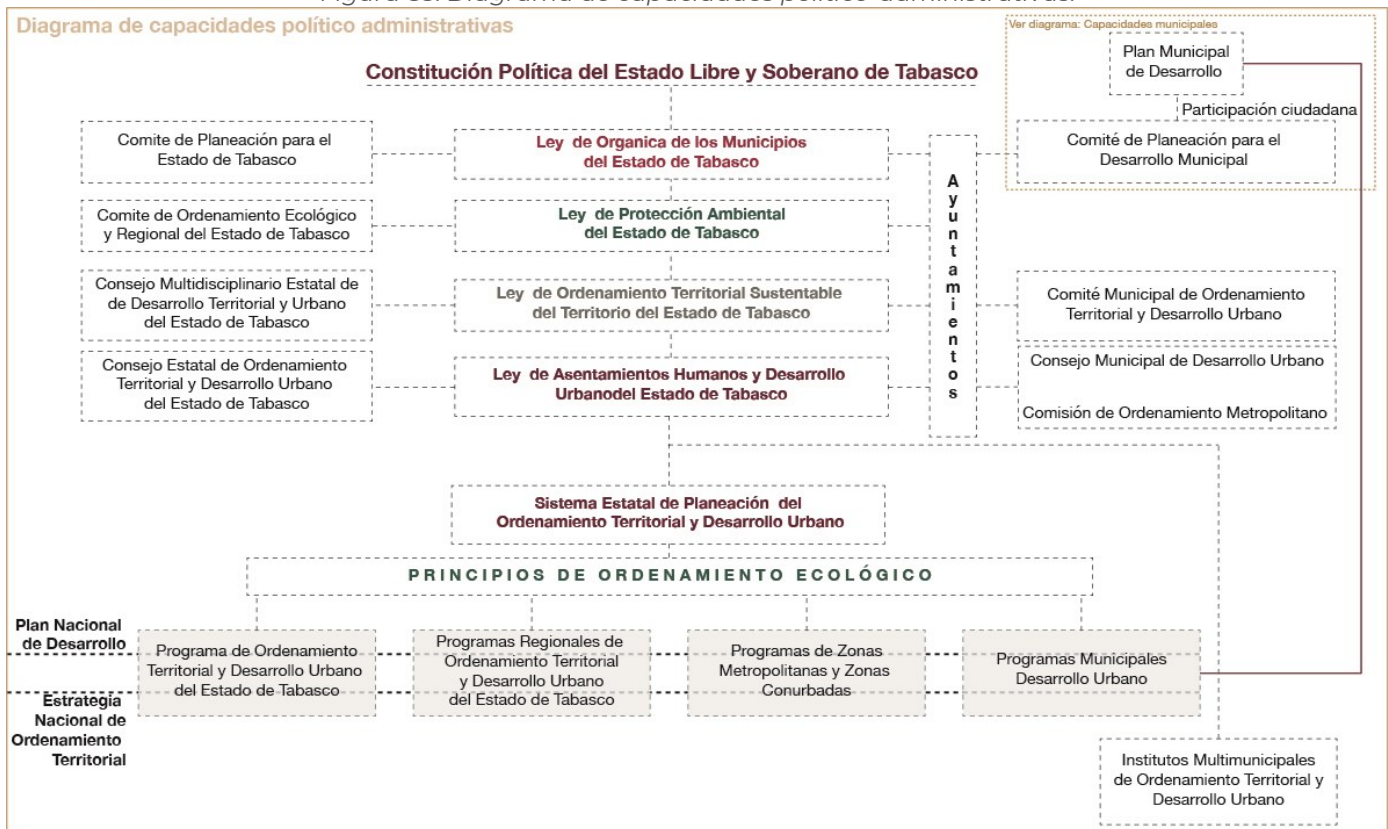 Figura 33. Diagrama de capacidades político-administrativas.
Diagrama de capacidades político administrativas
Ver diagrama: Capacidades municipales
Plan Municipal
de Desarrollo
Participación ciudadana
Constitución Política del Estado Libre y Soberano de Tabasco
Comite de Planeación para el
Estado de Tabasco
Ley de Organica de los Municipios
del Estado de Tabasco
Comité de Planeación para el
Desarrollo Municipal
Ayuntamientos
Comite de Ordenamiento Ecológico
y Regional del Estado de Tabasco
Ley de Protección Ambiental
del Estado de Tabasco
Consejo Multidisciplinario Estatal de
de Desarrollo Territorial y Urbano
del Estado de Tabasco
Ley de Ordenamiento Territorial Sustentable
del Territorio del Estado de Tabasco
Comité Municipal de Ordenamiento
Territorial y Desarrollo Urbano
Consejo Estatal de Ordenamiento
Territorial y Desarrollo Urbano
del Estado de Tabasco
Ley de Asentamientos Humanos y Desarrollo
Urbanodel Estado de Tabasco
Consejo Municipal de Desarrollo Urbano
Comisión de Ordenamiento Metropolitano
Sistema Estatal de Planeación del
Ordenamiento Territorial y Desarrollo Urbano
PRINCIPIOS DE ORDENAMIENTO ECOLÓGICO
Plan Nacional
de Desarrollo
Estrategia
Nacional de
Ordenamiento
Territorial
Programa de Ordenamiento
Territorial y Desarrollo Urbano
del Estado de Tabasco
Programas Regionales de
Ordenamiento Territorial
y Desarrollo Urbano
del Estado de Tabasco
Programas de Zonas
Metropolitanas y Zonas
Conurbadas
Programas Municipales
Desarrollo Urbano
Institutos Multimunicipales
de Ordenamiento Territorial y
Desarrollo Urbano